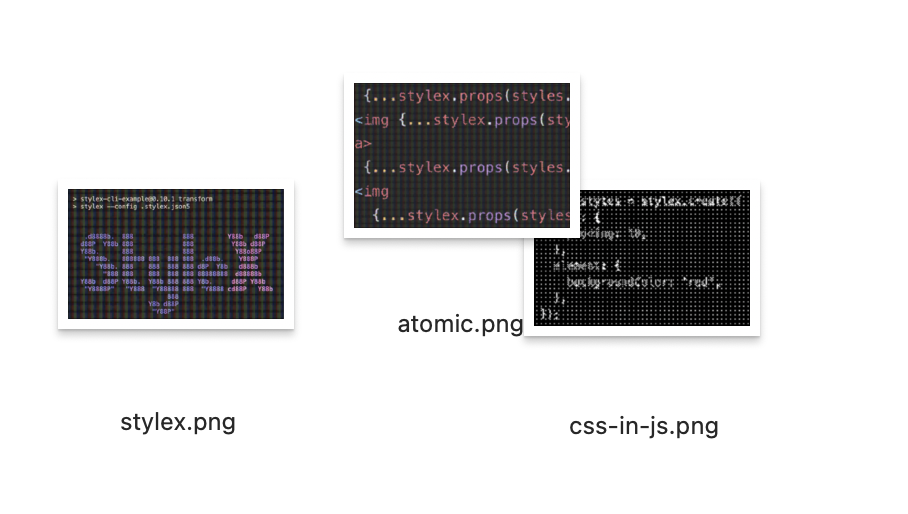 > stylex-cli-example@0.10.1 transform
> stylex --config .stylex.json5
Stylex
stylex.png
{...stylex.props(styles.
<img {...stylex.props(sty
a>
{...stylex.props(styles.
<img
{...stylex.props(styles
atomic.png
styles = stylex.create({
: {
10,
},
element: {
backgroundColor: "red",
},
});
css-in-js.png